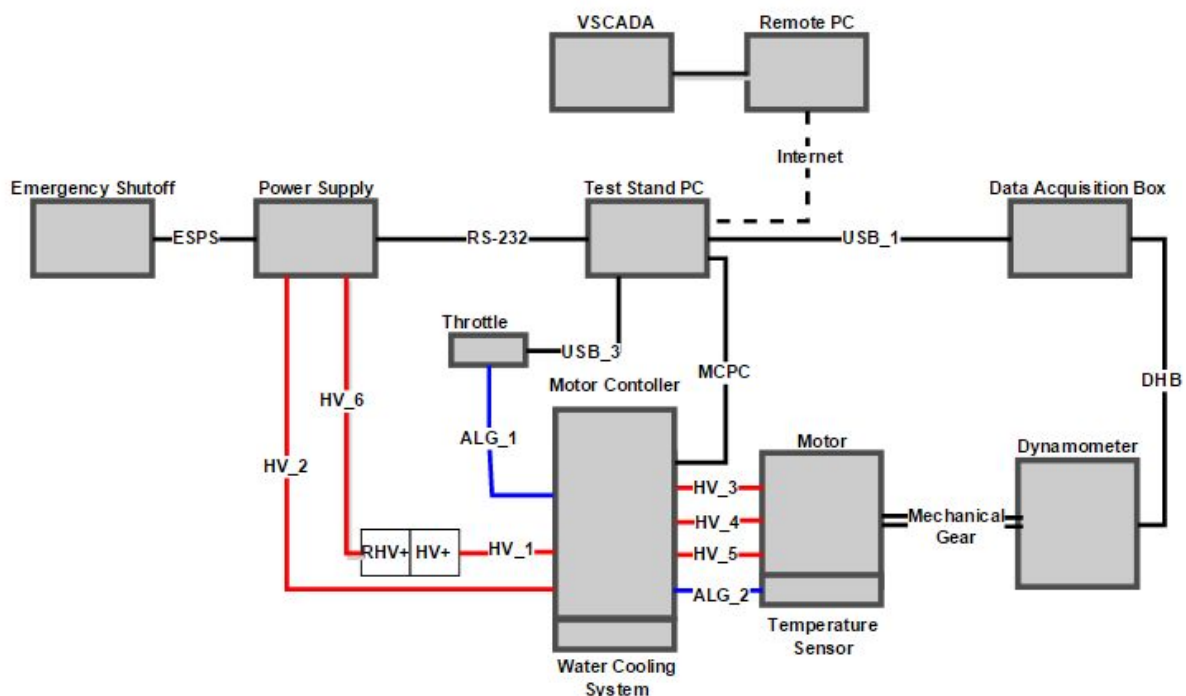 VSCADA
Remote PC
Internet
Emergency Shutoff
Power Supply
Test Stand PC
Data Acquisition Box
ESPS
RS-232
USB_1
Throttle
USB_3
MCPC
Motor Contoller
DHB
HV_6
ALG_1
HV_2
Motor
Dynamometer
HV_3
HV_4
HV_5
Mechanical
Gear
RHV+
HV+
HV_1
ALG_2
Temperature
Sensor
Water Cooling
System